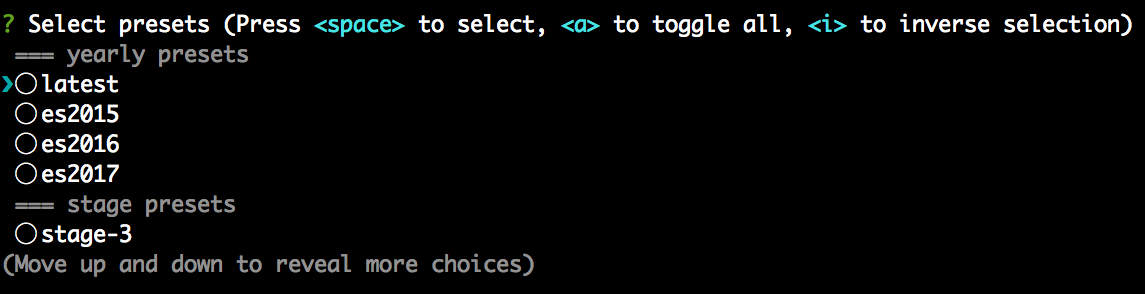 ? Select presets (Press <space> to select, <a> to toggle all, <i> to inverse selection)
=== yearly presets
❯◯ latest
◯ es2015
◯ es2016
◯ es2017
=== stage presets
◯ stage-3
(Move up and down to reveal more choices)